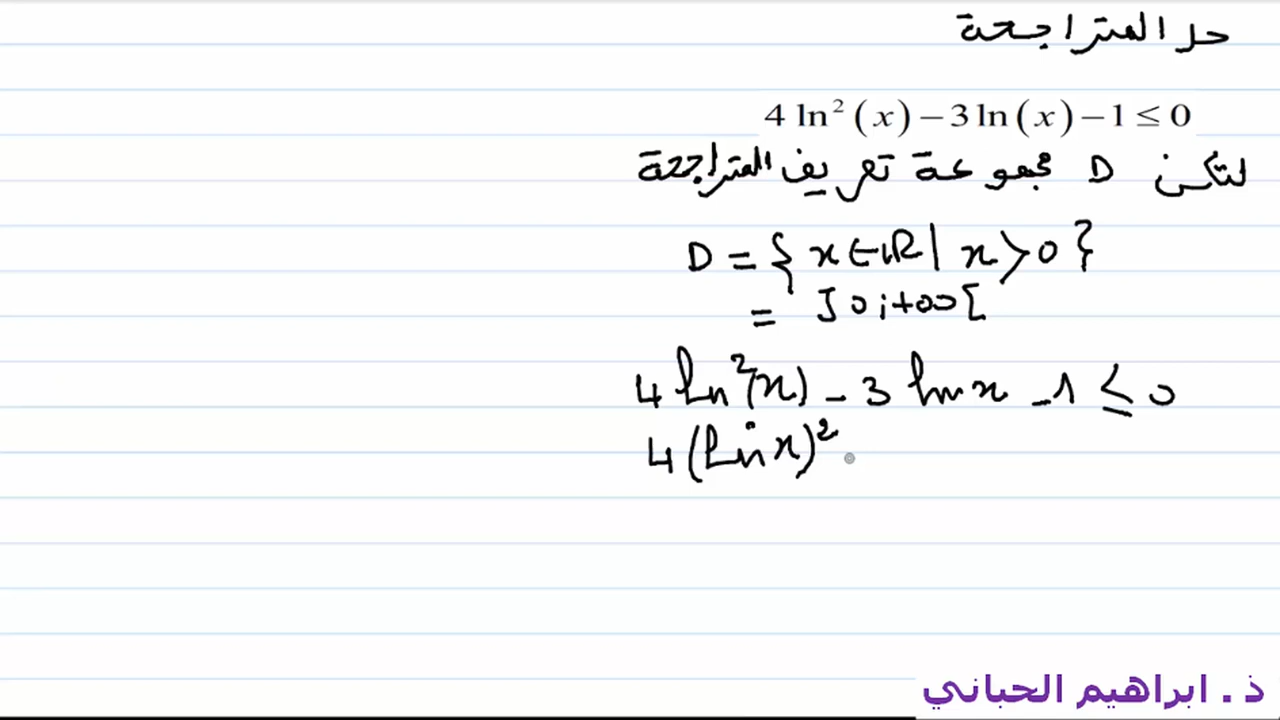 حل المتراجحة
4 ln² (x) − 3 ln (x) − 1 ≤ 0
لتكن D مجموعة تعريف المتراجحة
D = { x ∈ ℝ | x > 0 }
= ]0 ; +∞[
4 ln²(x) − 3 ln x − 1 ≤ 0
4 (ln x)²
ذ . ابراهيم الحباني